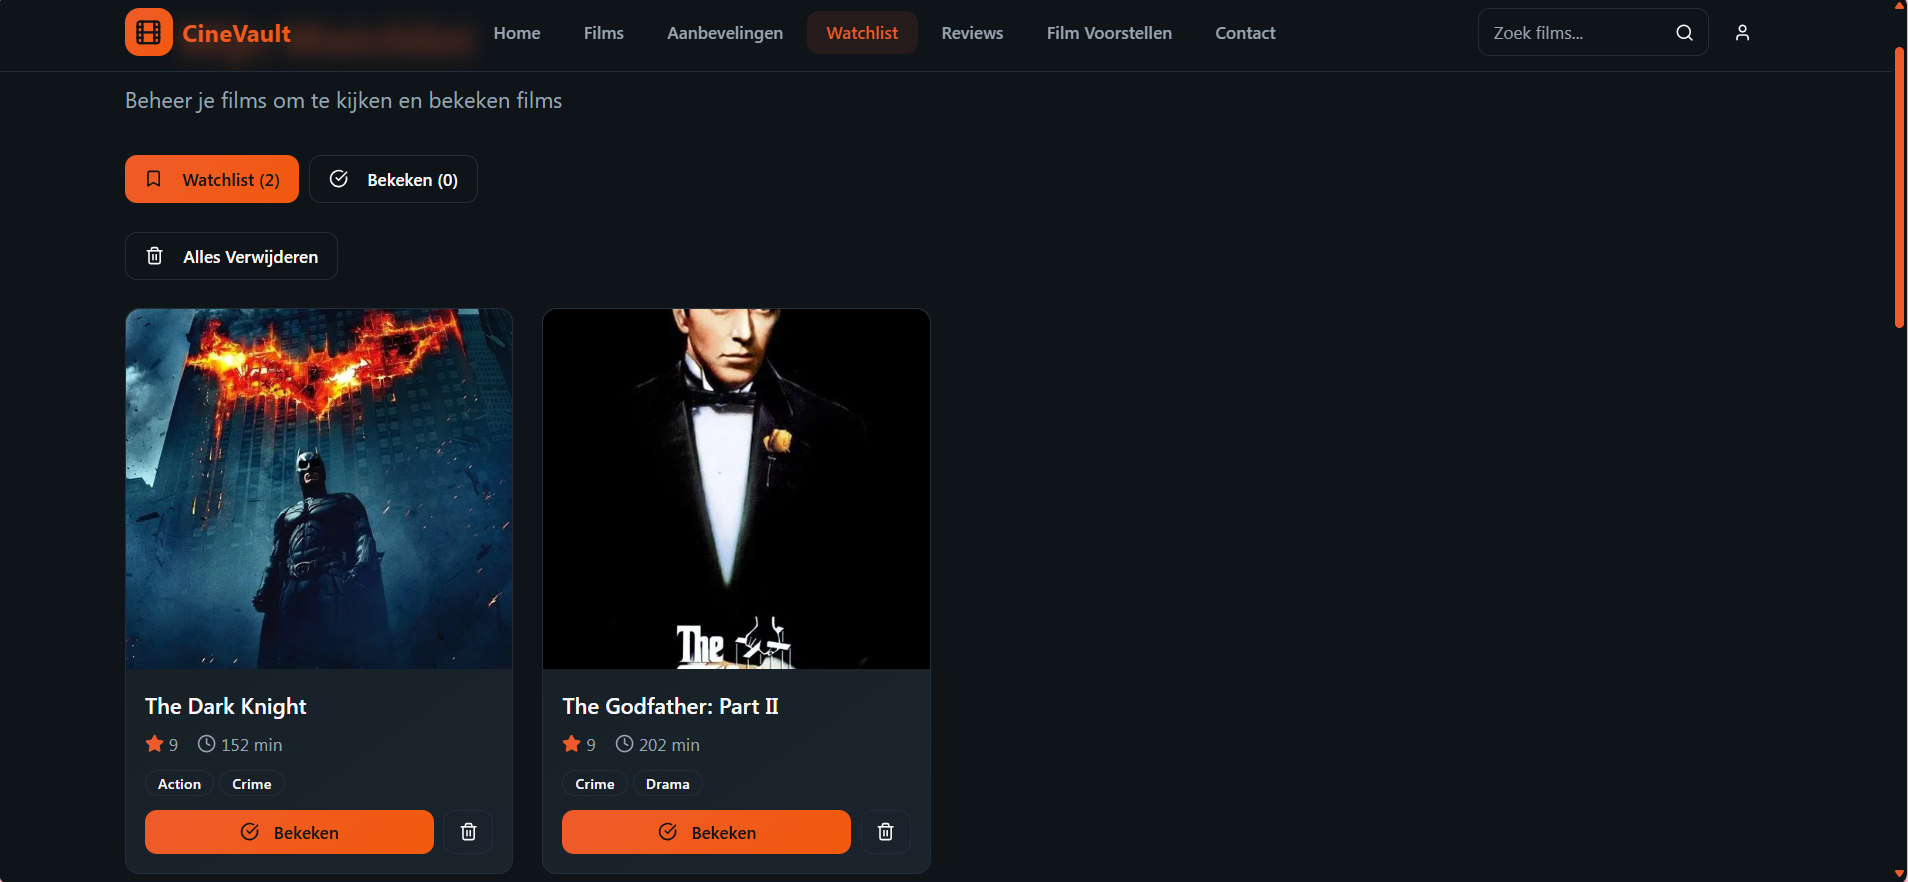 CineVault
Home
Films
Aanbevelingen
Watchlist
Reviews
Film Voorstellen
Contact
Zoek films...
Beheer je films om te kijken en bekeken films
Watchlist (2)
Bekeken (0)
Alles Verwijderen
The
The Dark Knight
9
152 min
Action
Crime
Bekeken
The Godfather: Part II
9
202 min
Crime
Drama
Bekeken